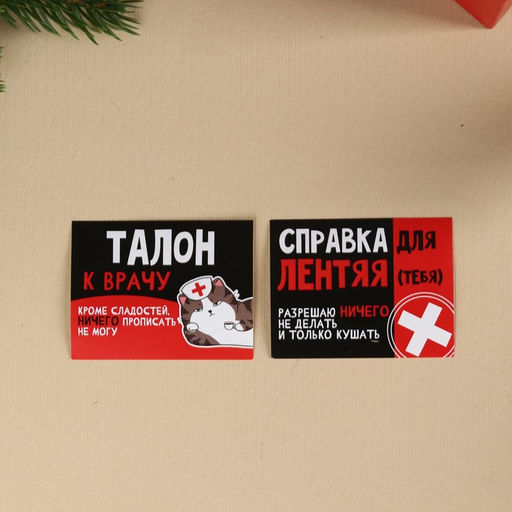 ТАЛОН
К ВРАЧУ
КРОМЕ СЛАДОСТЕЙ,
НИЧЕГО ПРОПИСАТЬ
НЕ МОГУ
СПРАВКА ДЛЯ
ЛЕНТЯЯ (ТЕБЯ)
РАЗРЕШАЮ НИЧЕГО
НЕ ДЕЛАТЬ
И ТОЛЬКО КУШАТЬ